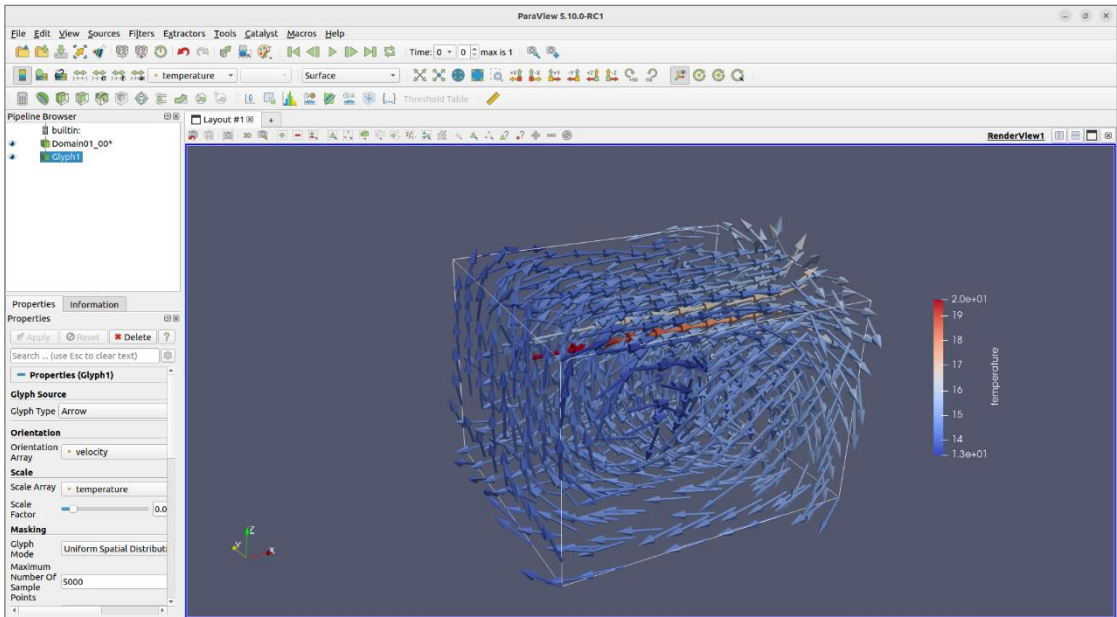 ParaView 5.10.0-RC1
File Edit View Sources Filters Extractors Tools Catalyst Macros Help
Time: 0 0 max is 1
temperature Surface
Threshold Table
Pipeline Browser
Layout #1
builtin:
Domain01_00*
Glyph1
3D
RenderView1
Properties Information
Properties
Apply Reset Delete ?
Search ... (use Esc to clear text)
Properties (Glyph1)
Glyph Source
Glyph Type Arrow
Orientation
Orientation Array velocity
Scale
Scale Array temperature
Scale Factor 0.0
Masking
Glyph Mode Uniform Spatial Distributi
Maximum Number Of Sample Points 5000
Z
Y
X
2.0e+01
19
18
17
16
15
14
1.3e+01
temperature